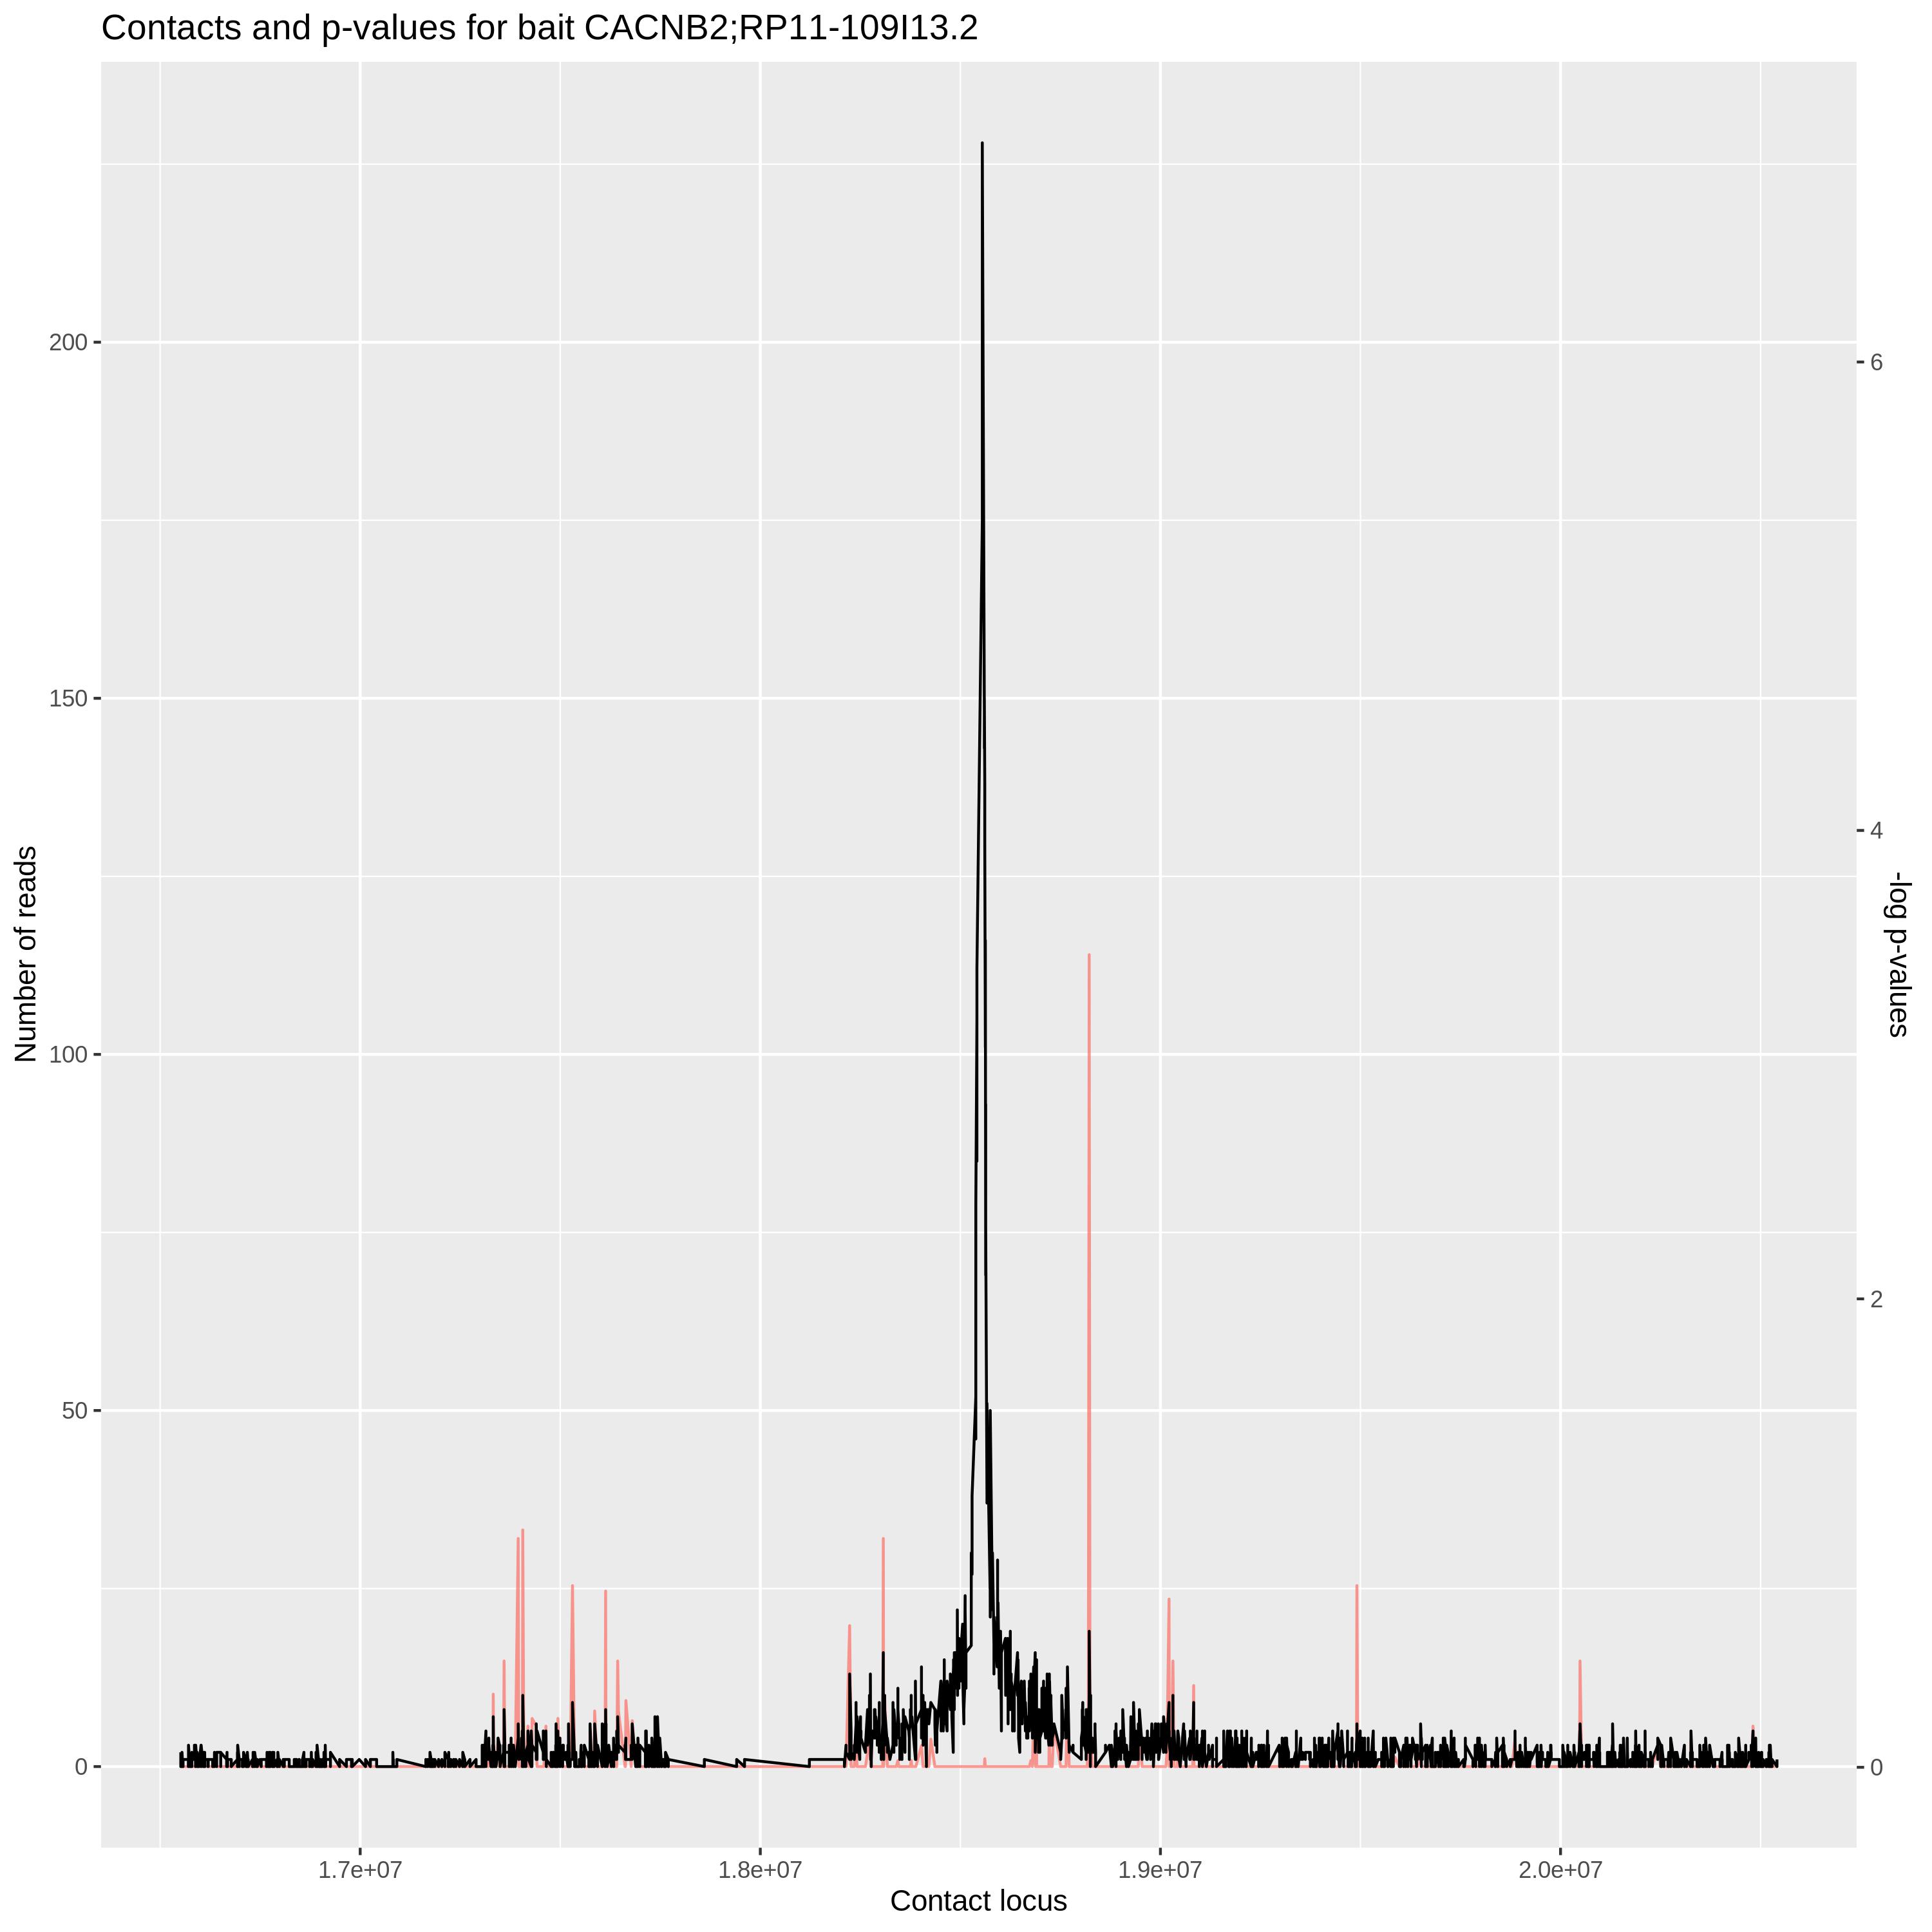 Contacts and p-values for bait CACNB2;RP11-109I13.2
200
150
100
50
0
Number of reads
6
4
2
0
-log p-values
1.7e+07
1.8e+07
1.9e+07
2.0e+07
Contact locus